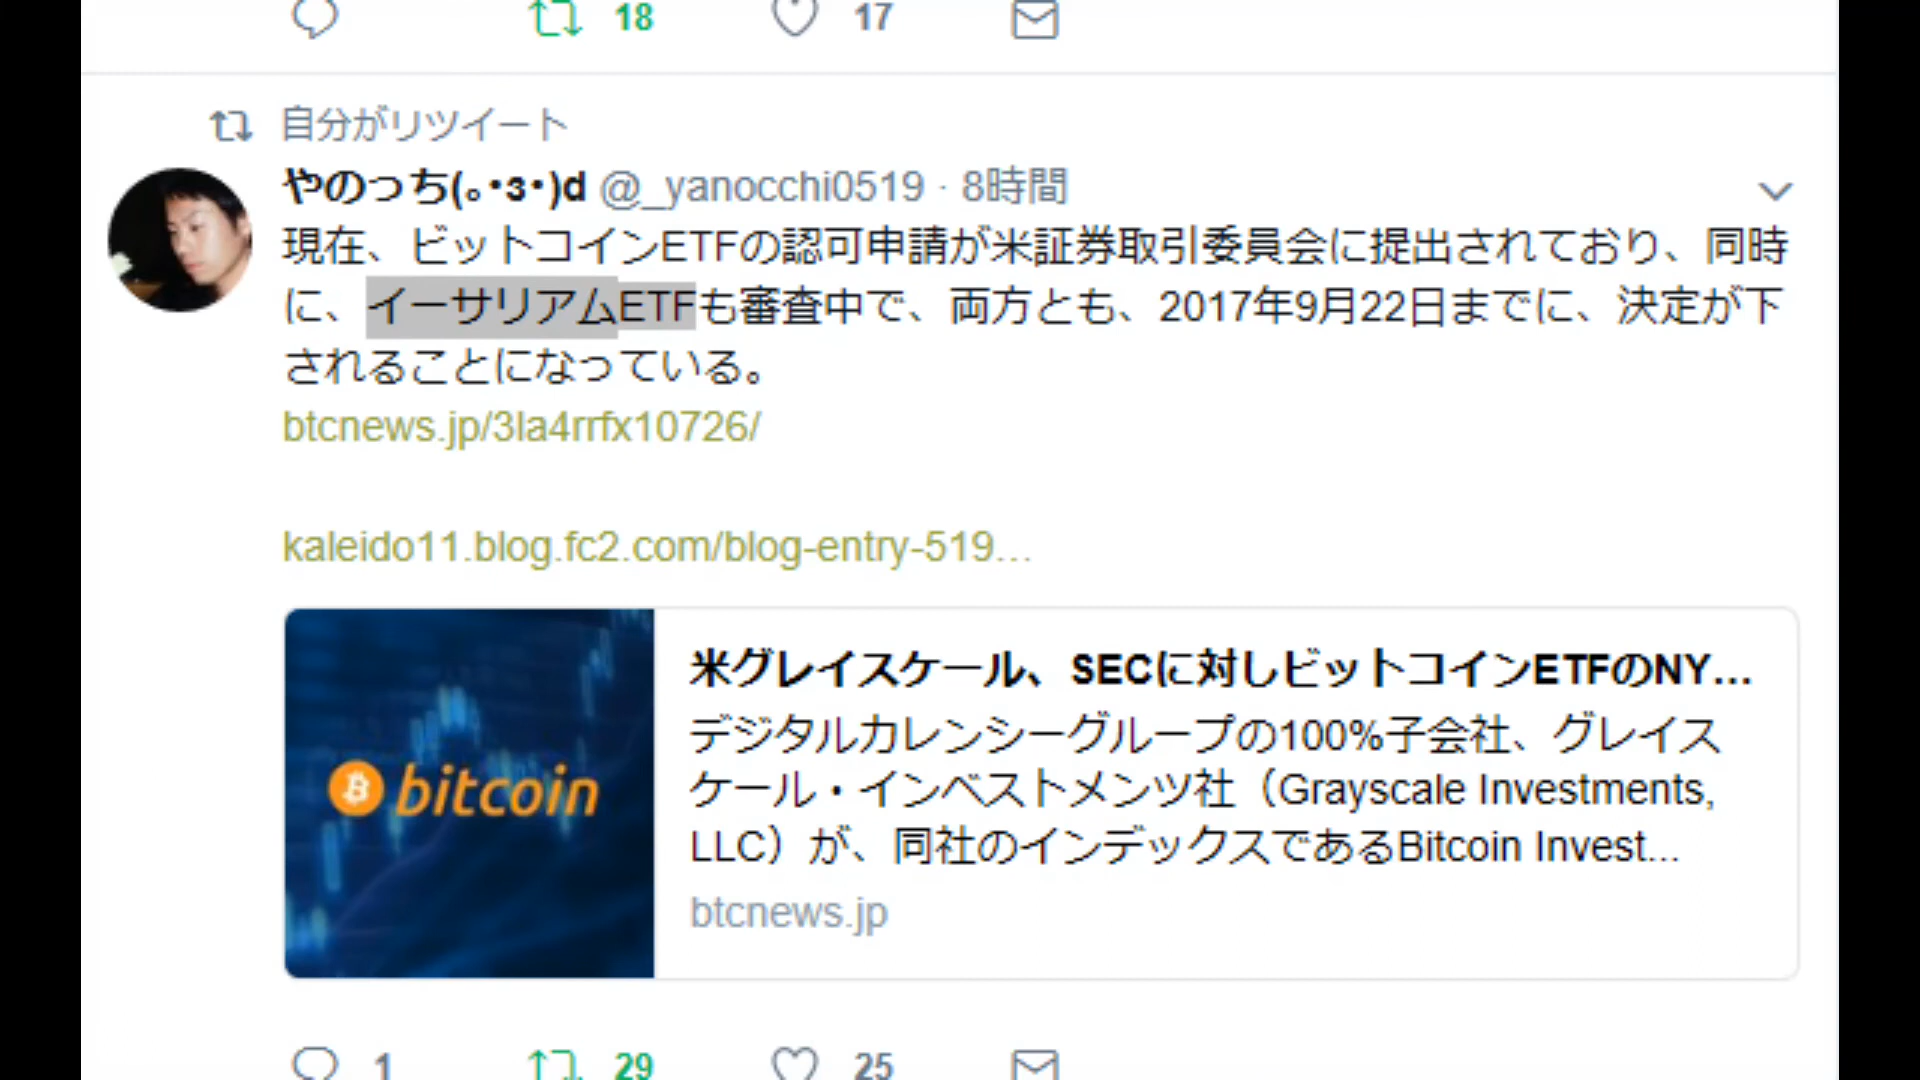 18 17
自分がリツイート
やのっち(｡･ɜ･)d @_yanocchi0519 · 8時間
現在、ビットコインETFの認可申請が米証券取引委員会に提出されており、同時
に、イーサリアムETFも審査中で、両方とも、2017年9月22日までに、決定が下
されることになっている。
btcnews.jp/3la4rrfx10726/
kaleido11.blog.fc2.com/blog-entry-519…
bitcoin
米グレイスケール、SECに対しビットコインETFのNY...
デジタルカレンシーグループの100%子会社、グレイス
ケール・インベストメンツ社（Grayscale Investments,
LLC）が、同社のインデックスであるBitcoin Invest...
btcnews.jp
1 29 25